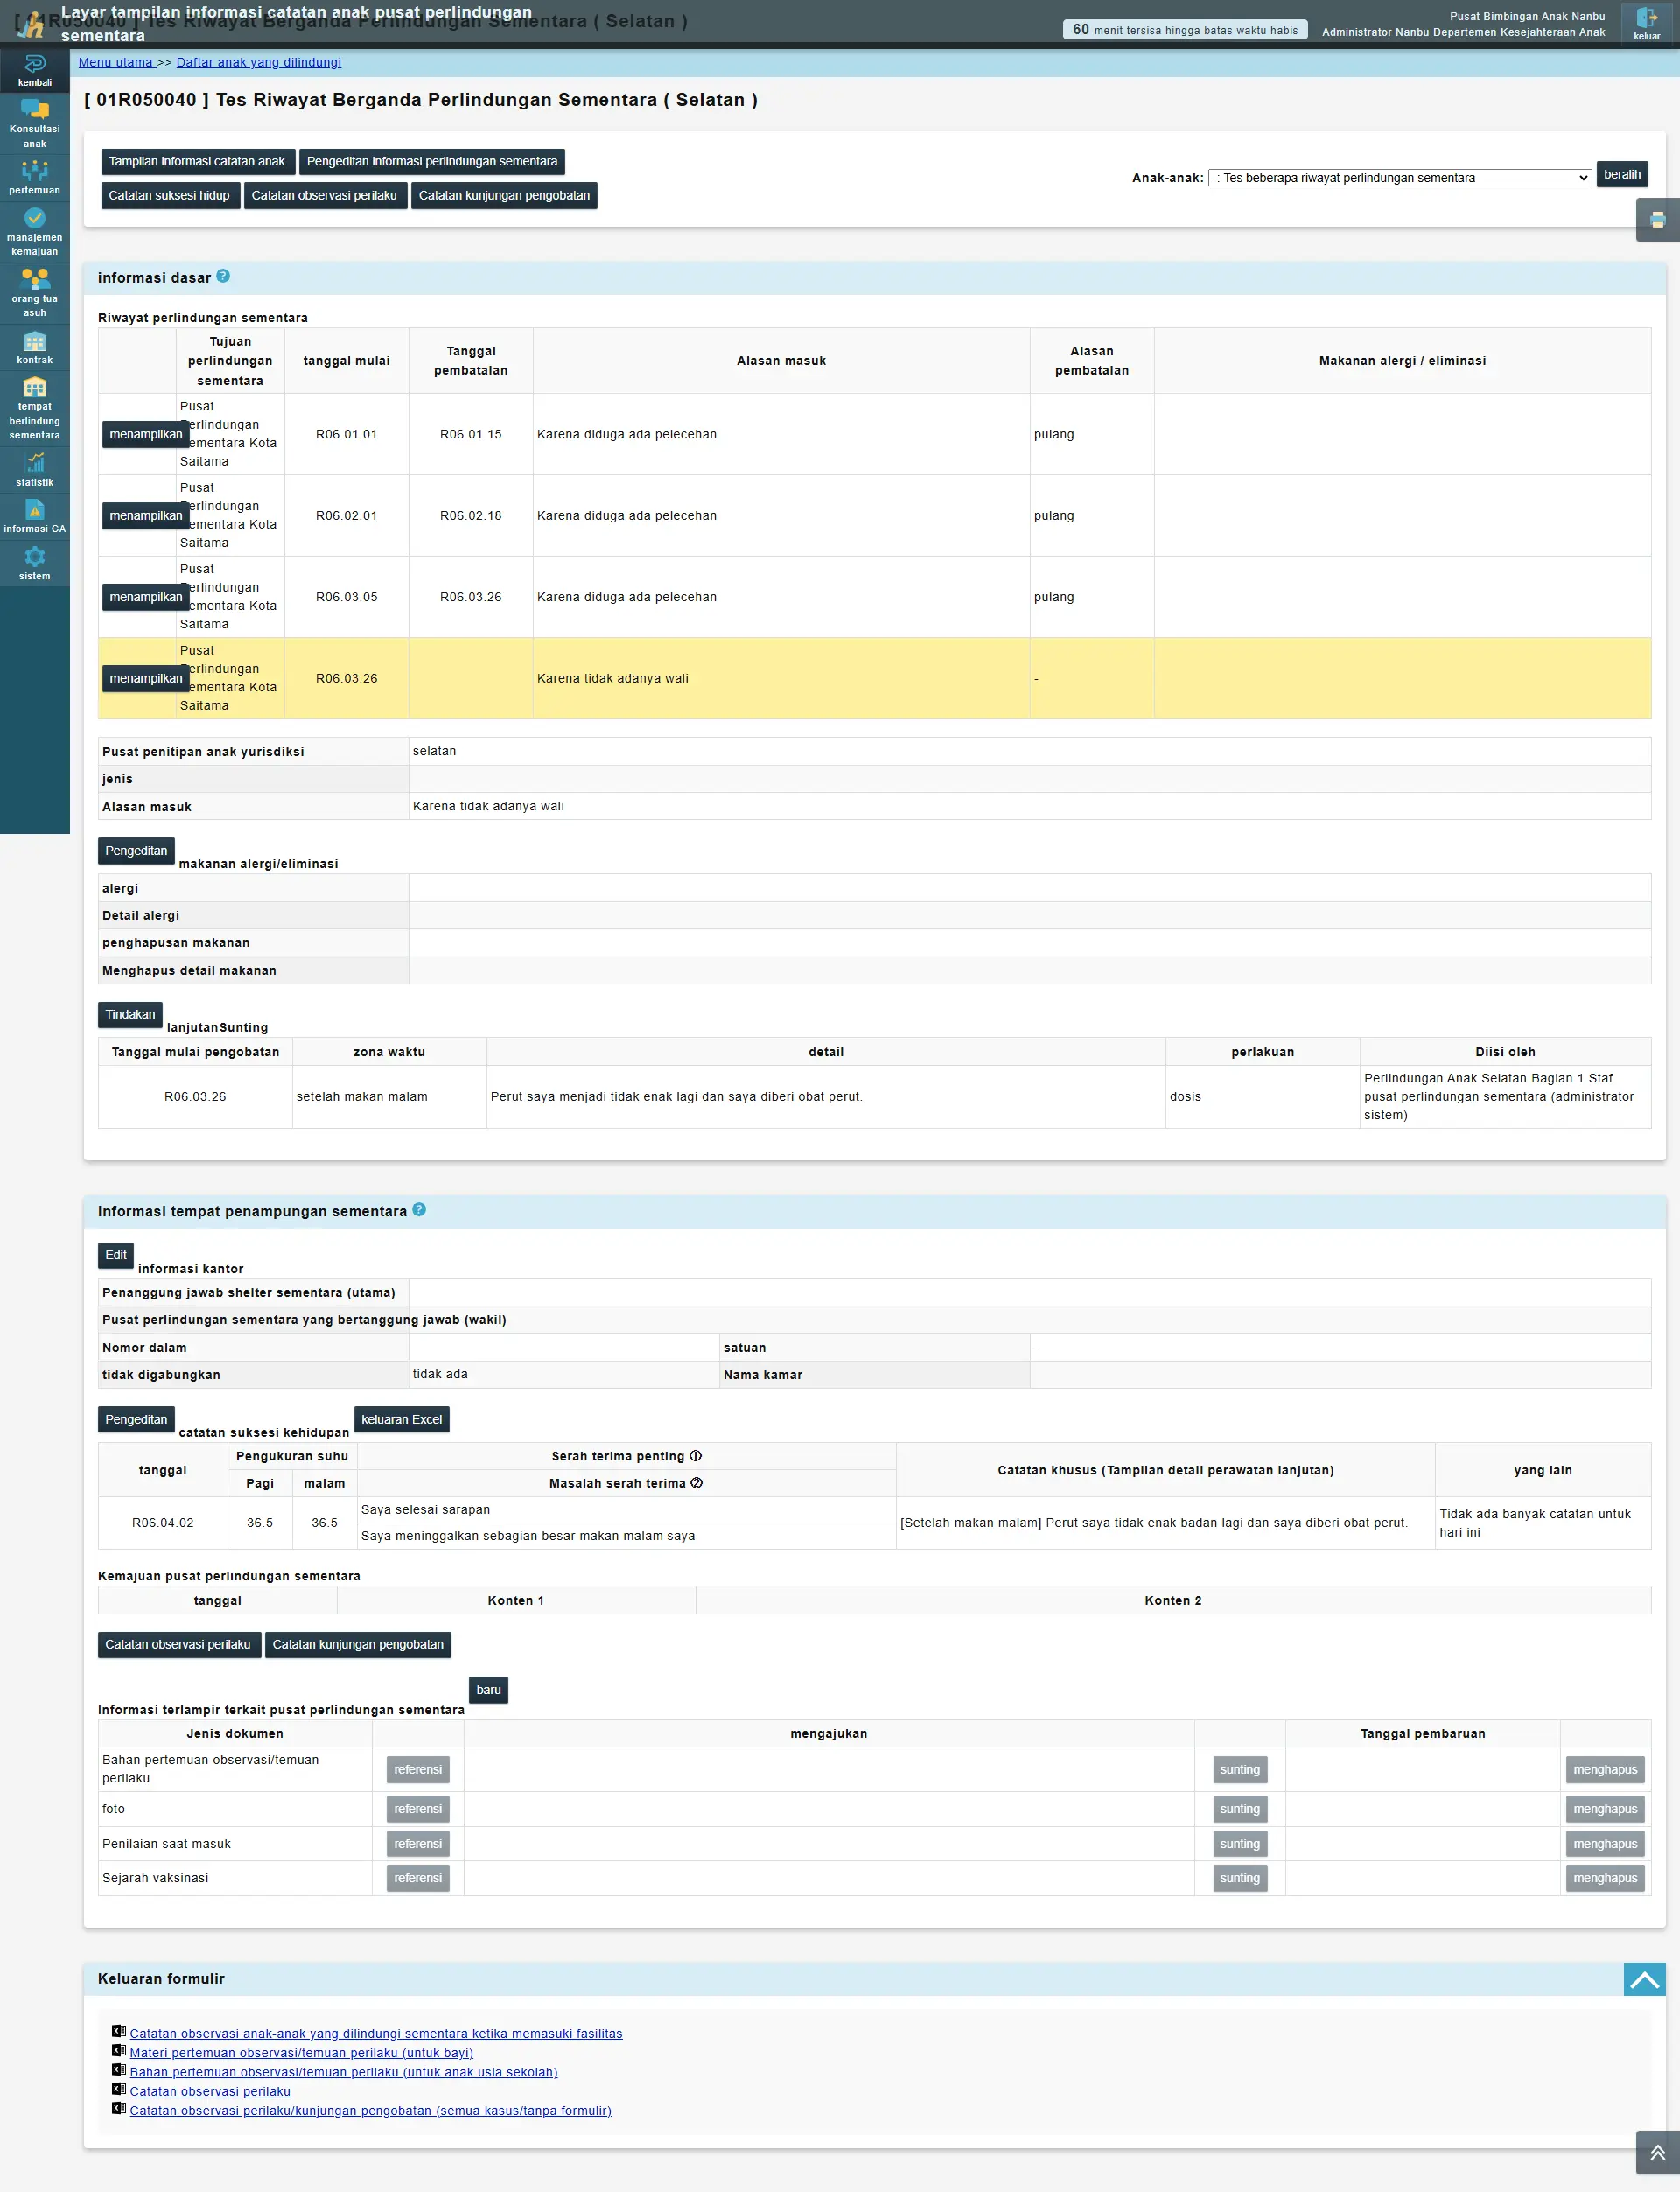 Layar tampilan informasi catatan anak pusat perlindungan sementara
[ 01R050040 ] Tes Riwayat Berganda Perlindungan Sementara ( Selatan )
60 menit tersisa hingga batas waktu habis
Pusat Bimbingan Anak Nanbu
Administrator Nanbu Departemen Kesejahteraan Anak
keluar
kembali
Konsultasi anak
pertemuan
manajemen kemajuan
orang tua asuh
kontrak
tempat berlindung sementara
statistik
informasi CA
sistem
Menu utama >> Daftar anak yang dilindungi
[ 01R050040 ] Tes Riwayat Berganda Perlindungan Sementara ( Selatan )
Tampilan informasi catatan anak Pengeditan informasi perlindungan sementara
Catatan suksesi hidup Catatan observasi perilaku Catatan kunjungan pengobatan
Anak-anak: -: Tes beberapa riwayat perlindungan sementara beralih
informasi dasar ?
Riwayat perlindungan sementara
Tujuan perlindungan sementara tanggal mulai Tanggal pembatalan Alasan masuk Alasan pembatalan Makanan alergi / eliminasi
menampilkan Pusat Perlindungan Sementara Kota Saitama R06.01.01 R06.01.15 Karena diduga ada pelecehan pulang
menampilkan Pusat Perlindungan Sementara Kota Saitama R06.02.01 R06.02.18 Karena diduga ada pelecehan pulang
menampilkan Pusat Perlindungan Sementara Kota Saitama R06.03.05 R06.03.26 Karena diduga ada pelecehan pulang
menampilkan Pusat Perlindungan Sementara Kota Saitama R06.03.26 Karena tidak adanya wali -
Pusat penitipan anak yurisdiksi selatan
jenis
Alasan masuk Karena tidak adanya wali
Pengeditan makanan alergi/eliminasi
alergi
Detail alergi
penghapusan makanan
Menghapus detail makanan
Tindakan lanjutanSunting
Tanggal mulai pengobatan zona waktu detail perlakuan Diisi oleh
R06.03.26 setelah makan malam Perut saya menjadi tidak enak lagi dan saya diberi obat perut. dosis Perlindungan Anak Selatan Bagian 1 Staf pusat perlindungan sementara (administrator sistem)
Informasi tempat penampungan sementara ?
Edit informasi kantor
Penanggung jawab shelter sementara (utama)
Pusat perlindungan sementara yang bertanggung jawab (wakil)
Nomor dalam satuan -
tidak digabungkan tidak ada Nama kamar
Pengeditan catatan suksesi kehidupan keluaran Excel
tanggal Pengukuran suhu Serah terima penting ① Catatan khusus (Tampilan detail perawatan lanjutan) yang lain
Pagi malam Masalah serah terima ②
R06.04.02 36.5 36.5 Saya selesai sarapan [Setelah makan malam] Perut saya tidak enak badan lagi dan saya diberi obat perut. Tidak ada banyak catatan untuk hari ini
Saya meninggalkan sebagian besar makan malam saya
Kemajuan pusat perlindungan sementara
tanggal Konten 1 Konten 2
Catatan observasi perilaku Catatan kunjungan pengobatan
Informasi terlampir terkait pusat perlindungan sementara baru
Jenis dokumen mengajukan Tanggal pembaruan
Bahan pertemuan observasi/temuan perilaku referensi sunting menghapus
foto referensi sunting menghapus
Penilaian saat masuk referensi sunting menghapus
Sejarah vaksinasi referensi sunting menghapus
Keluaran formulir
Catatan observasi anak-anak yang dilindungi sementara ketika memasuki fasilitas
Materi pertemuan observasi/temuan perilaku (untuk bayi)
Bahan pertemuan observasi/temuan perilaku (untuk anak usia sekolah)
Catatan observasi perilaku
Catatan observasi perilaku/kunjungan pengobatan (semua kasus/tanpa formulir)